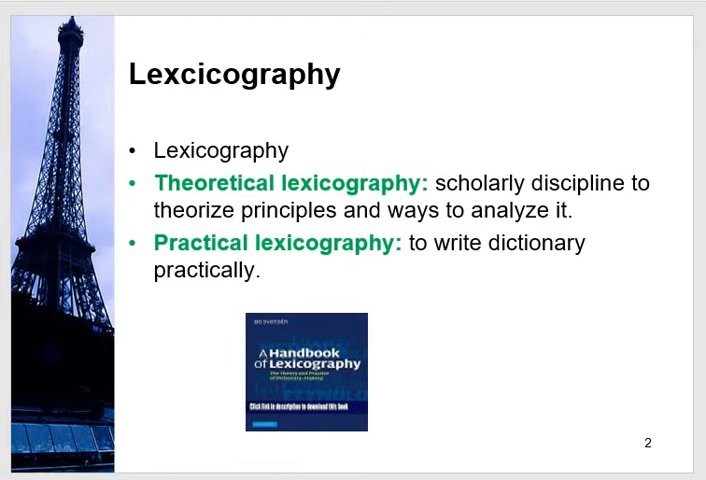 Lexcicography
• Lexicography
• Theoretical lexicography: scholarly discipline to
theorize principles and ways to analyze it.
• Practical lexicography: to write dictionary
practically.
BO SVENSÉN
A Handbook
of Lexicography
The Theory and Practice
of Dictionary-Making
Click link in description to download this book
2